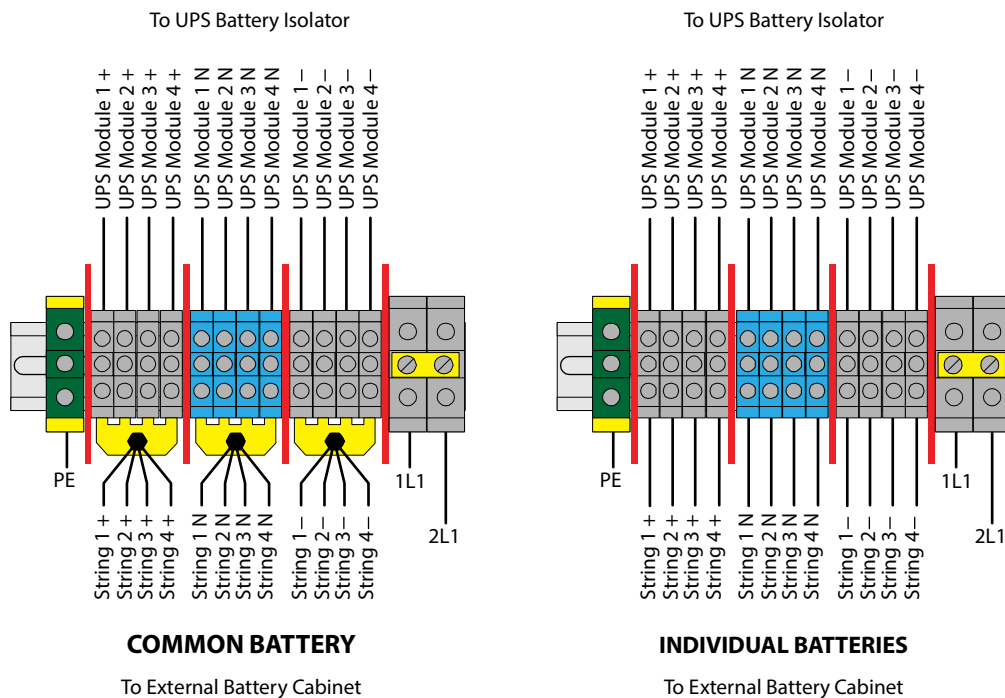 To UPS Battery Isolator
UPS Module 1 +
UPS Module 2 +
UPS Module 3 +
UPS Module 4 +
UPS Module 1 N
UPS Module 2 N
UPS Module 3 N
UPS Module 4 N
UPS Module 1 –
UPS Module 2 –
UPS Module 3 –
UPS Module 4 –
PE
1L1
2L1
String 1 +
String 2 +
String 3 +
String 4 +
String 1 N
String 2 N
String 3 N
String 4 N
String 1 –
String 2 –
String 3 –
String 4 –
COMMON BATTERY
To External Battery Cabinet
To UPS Battery Isolator
UPS Module 1 +
UPS Module 2 +
UPS Module 3 +
UPS Module 4 +
UPS Module 1 N
UPS Module 2 N
UPS Module 3 N
UPS Module 4 N
UPS Module 1 –
UPS Module 2 –
UPS Module 3 –
UPS Module 4 –
PE
1L1
2L1
String 1 +
String 2 +
String 3 +
String 4 +
String 1 N
String 2 N
String 3 N
String 4 N
String 1 –
String 2 –
String 3 –
String 4 –
INDIVIDUAL BATTERIES
To External Battery Cabinet